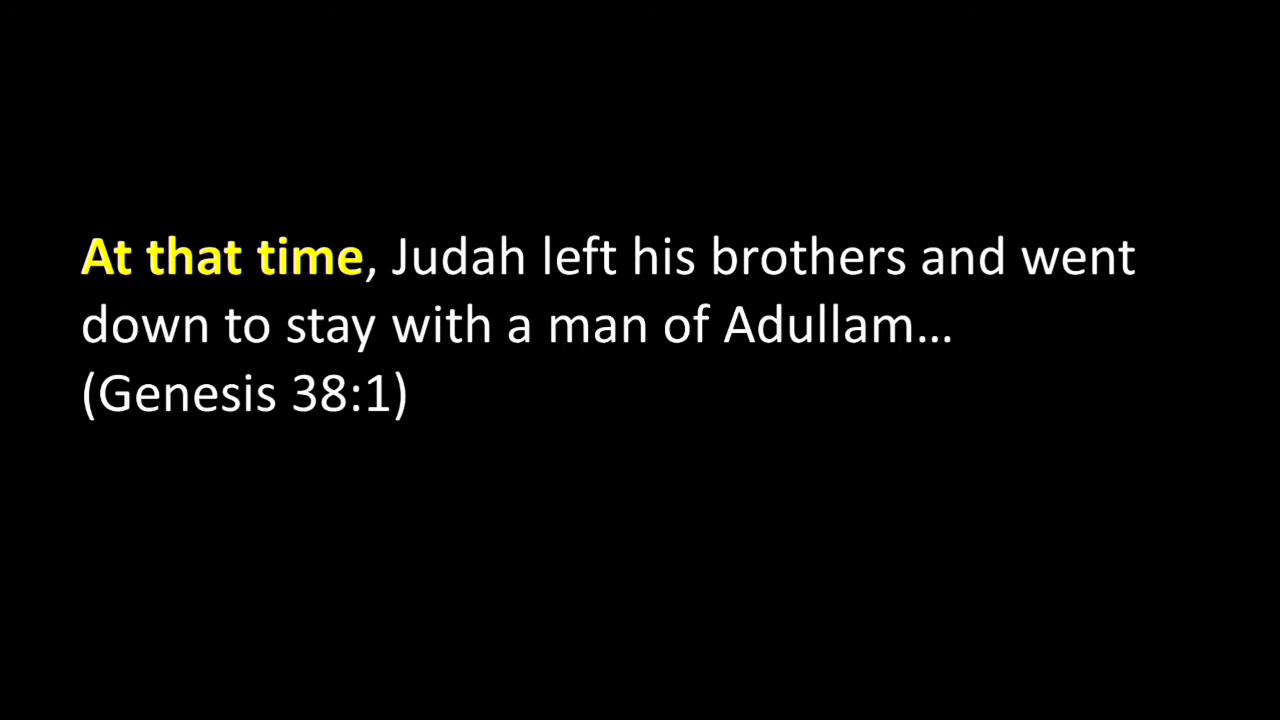 At that time, Judah left his brothers and went
down to stay with a man of Adullam…
(Genesis 38:1)